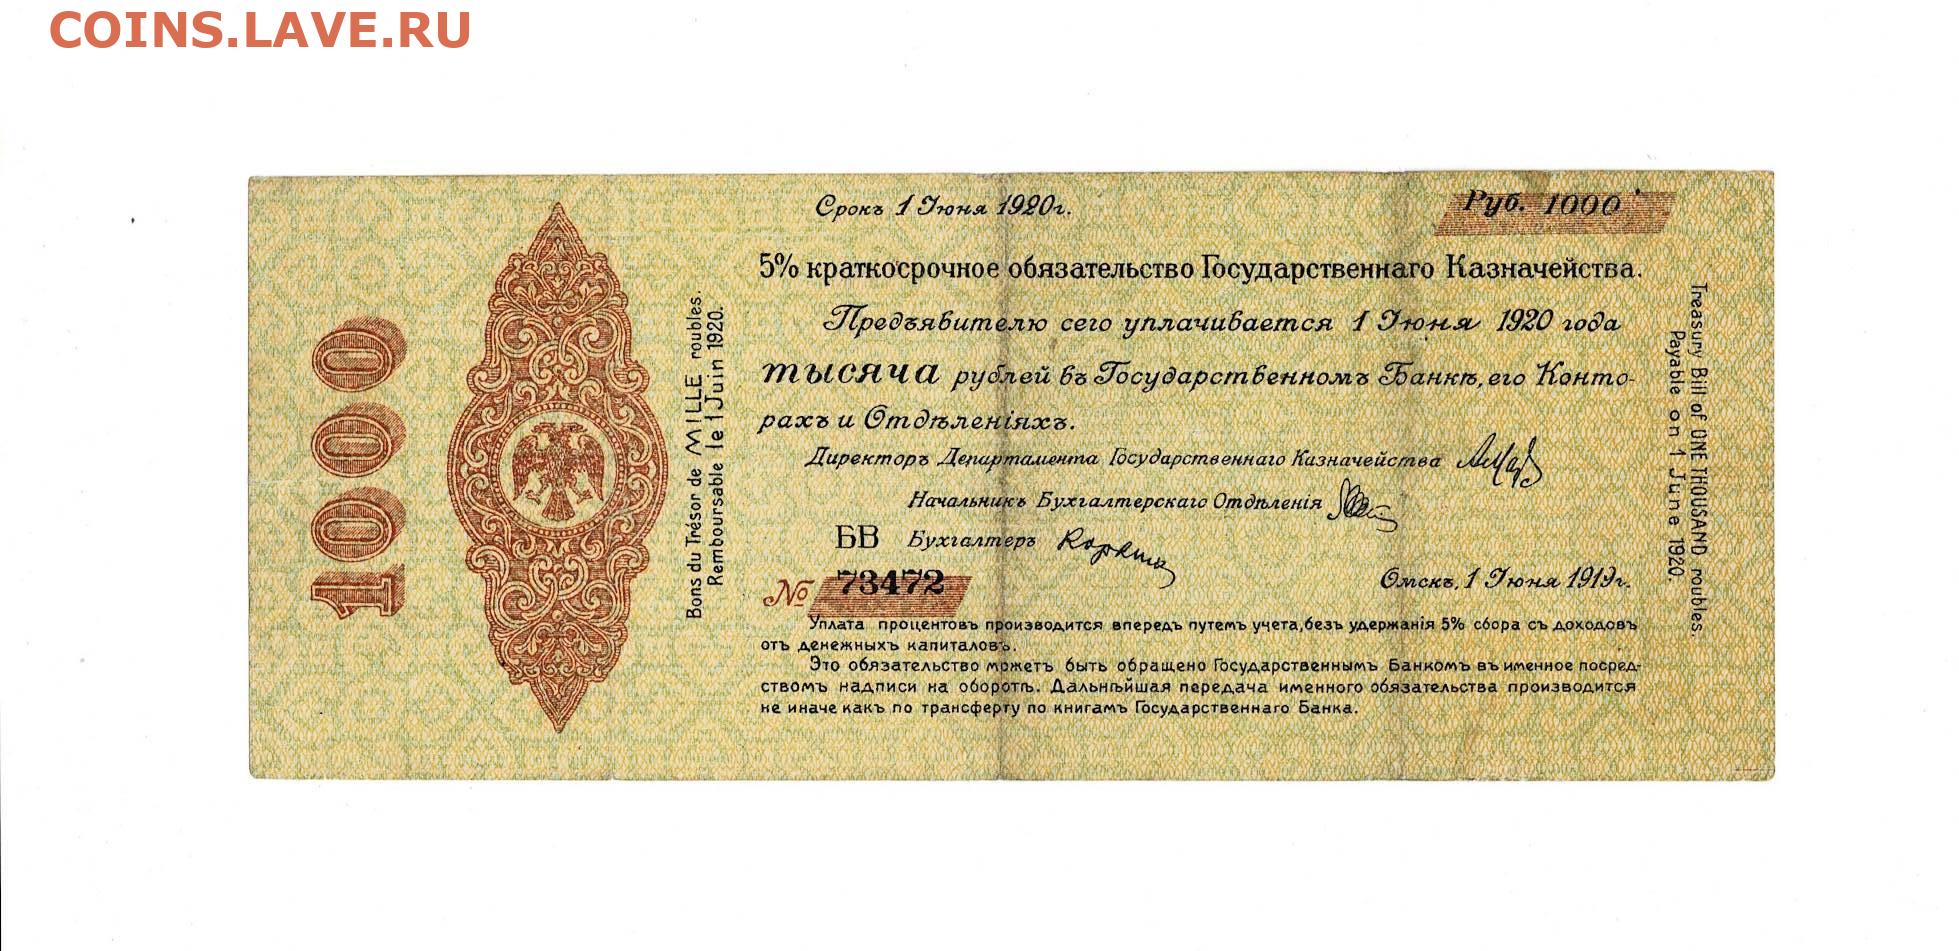 COINS.LAVE.RU
Срокъ 1 Июня 1920г.
Руб. 1000
5% краткосрочное обязательство Государственнаго Казначейства.
Предъявителю сего уплачивается 1 Июня 1920 года
тысяча рублей въ Государственномъ Банкѣ, его Конто-
рахъ и Отдѣленіяхъ.
Директоръ Департамента Государственнаго Казначейства
Начальникъ Бухгалтерскаго Отдѣленія
БВ Бухгалтеръ
№ 73472
Омскъ, 1 Июня 1919г.
Уплата процентовъ производится впередъ путемъ учета, безъ удержанія 5% сбора съ доходовъ
отъ денежныхъ капиталовъ.
Это обязательство можетъ быть обращено Государственнымъ Банкомъ въ именное посред-
ствомъ надписи на оборотѣ. Дальнѣйшая передача именного обязательства производится
не иначе какъ по трансферту по книгамъ Государственнаго Банка.
1000
Bons du Trésor de MILLE roubles.
Remboursable le 1 Juin 1920.
Treasury Bill of ONE THOUSAND roubles.
Payable on 1 June 1920.